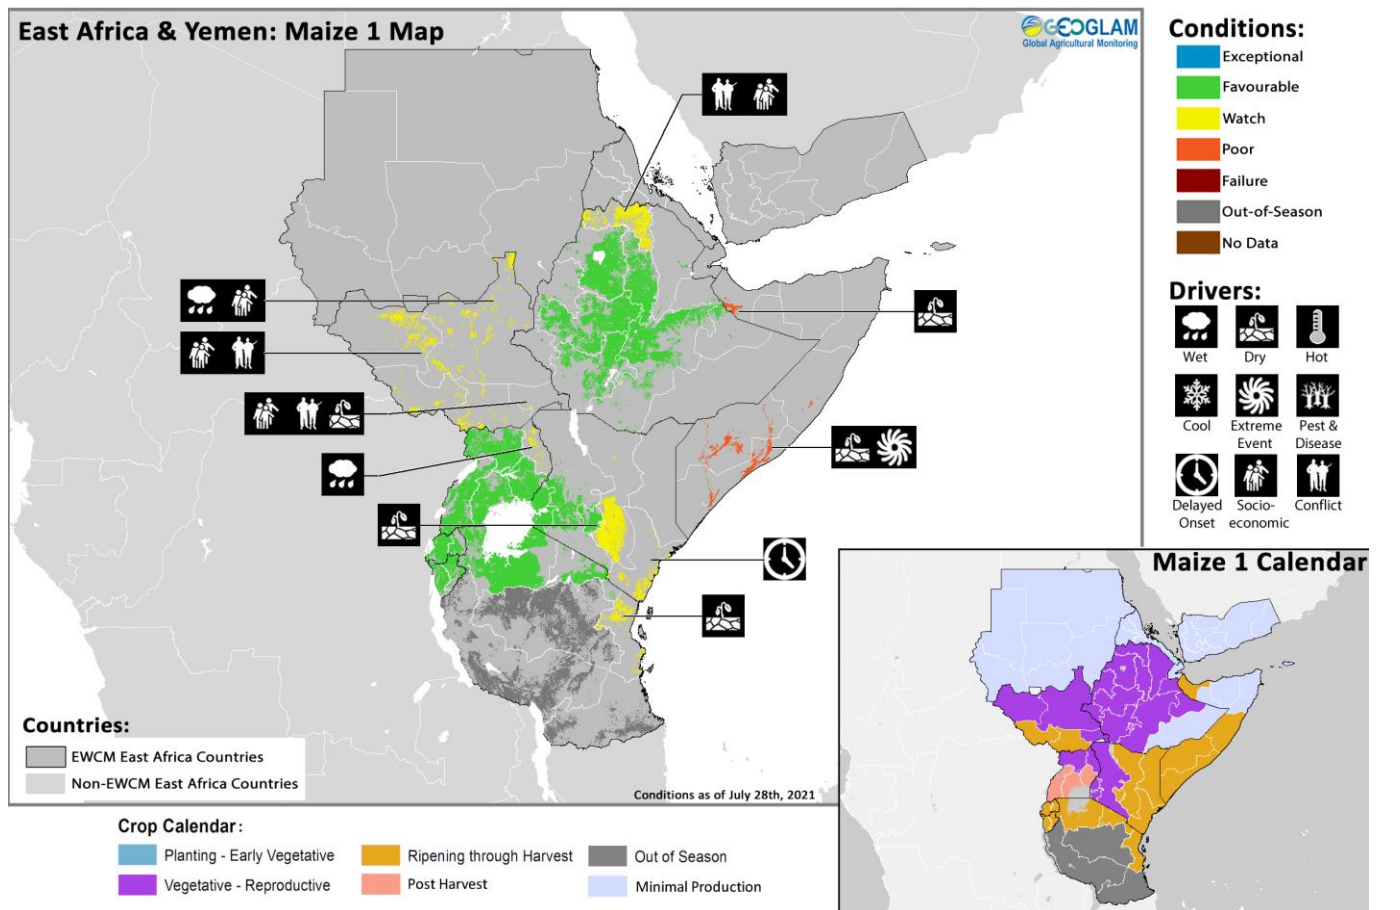 East Africa & Yemen: Maize 1 Map
GEOGLAM
Global Agricultural Monitoring
Conditions:
Exceptional
Favourable
Watch
Poor
Failure
Out-of-Season
No Data
Drivers:
Wet
Dry
Hot
Cool
Extreme
Event
Pest &
Disease
Delayed
Onset
Socio-
economic
Conflict
Countries:
EWCM East Africa Countries
Non-EWCM East Africa Countries
Conditions as of July 28th, 2021
Maize 1 Calendar
Crop Calendar:
Planting - Early Vegetative
Ripening through Harvest
Out of Season
Vegetative - Reproductive
Post Harvest
Minimal Production